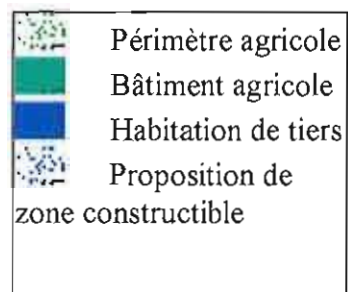 Périmètre agricole
Bâtiment agricole
Habitation de tiers
Proposition de
zone constructible